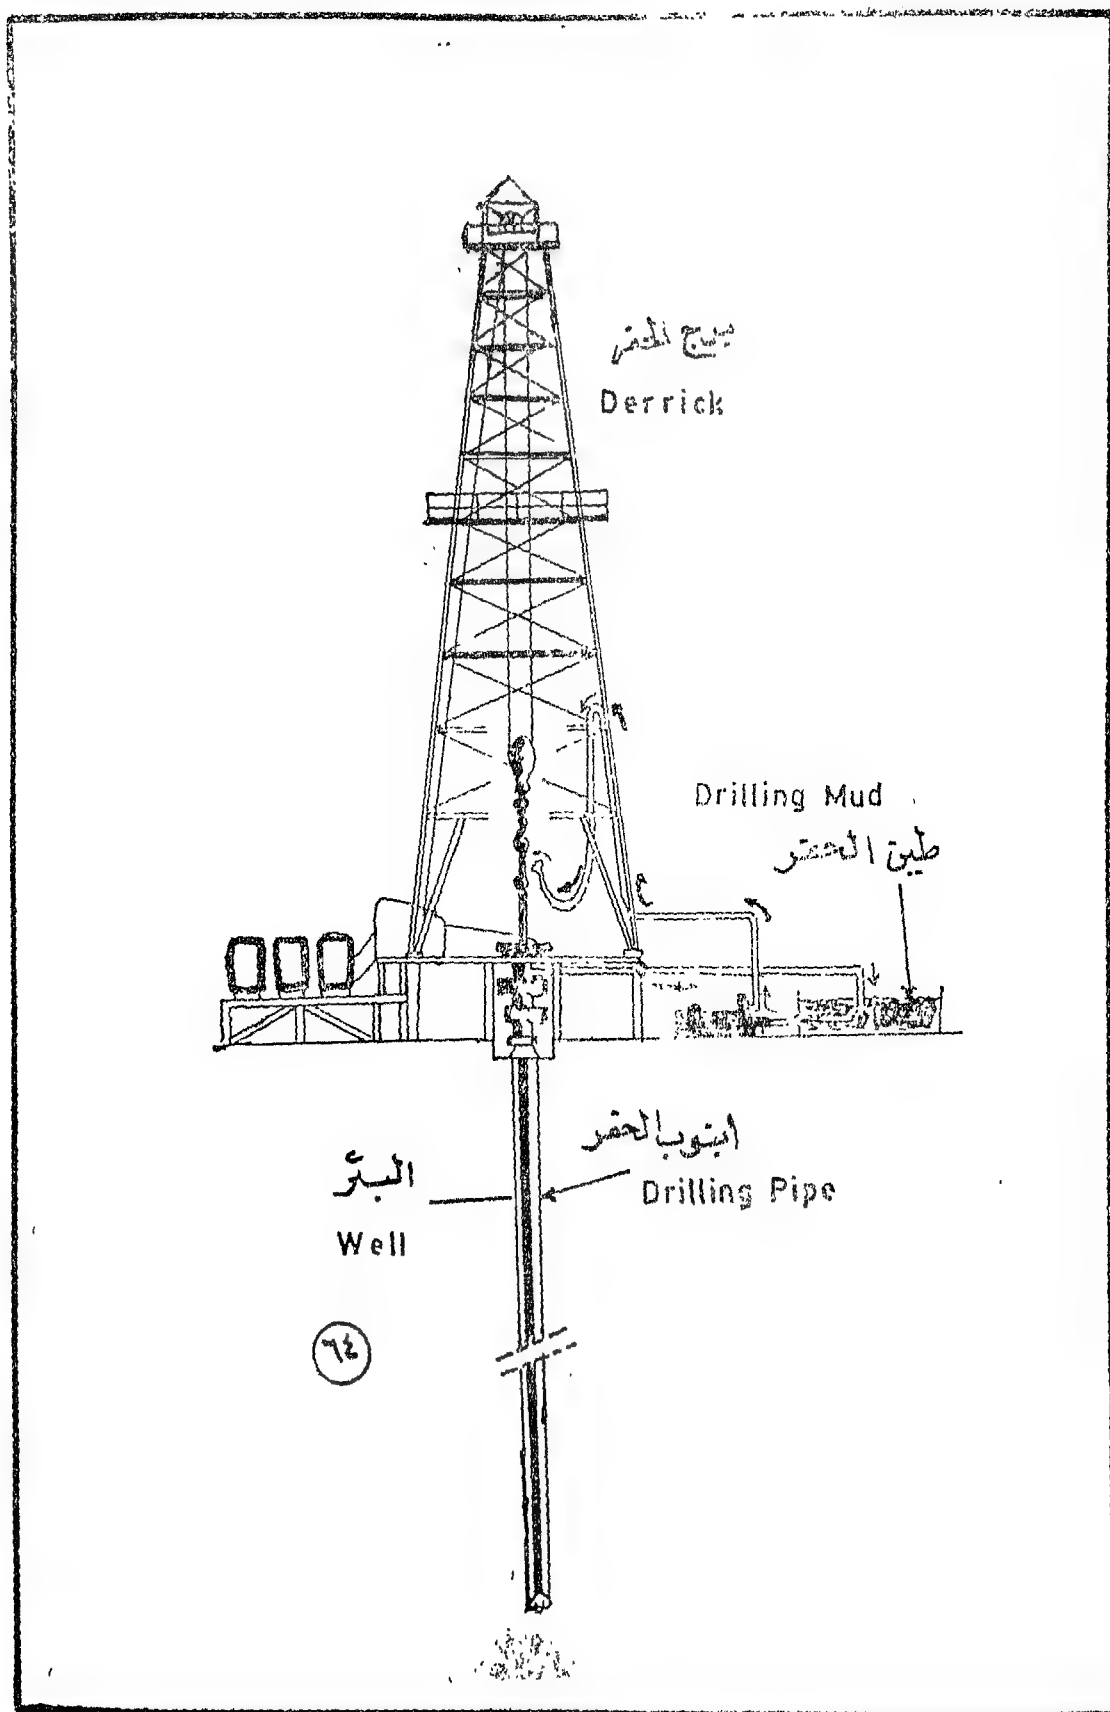 برج الحفر
Derrick
Drilling Mud
طين الحفر
انبوب الحفر
Drilling Pipe
البئر
Well
٦٤